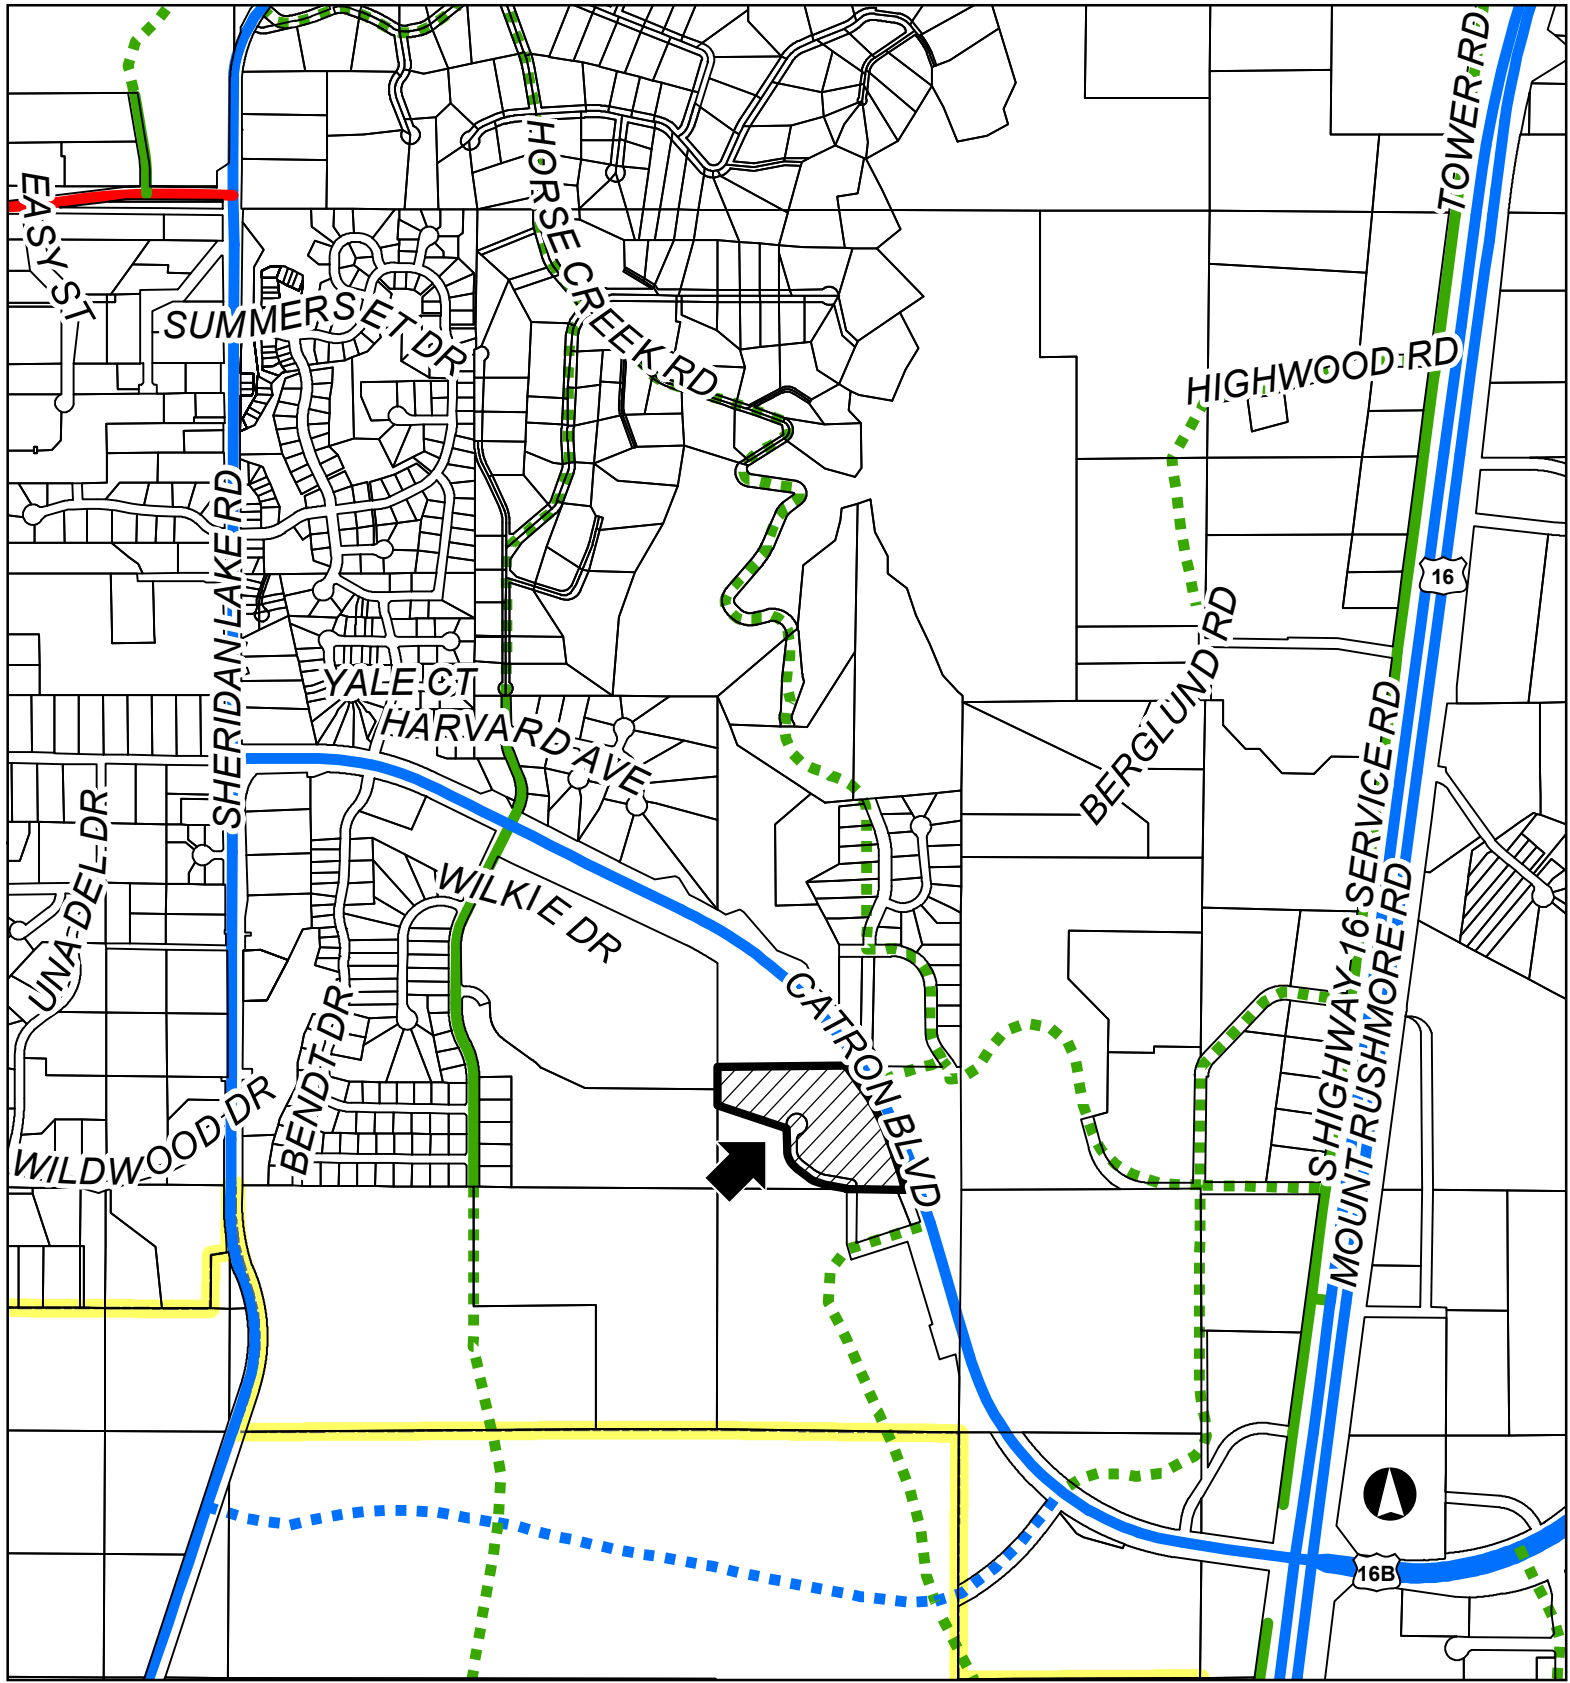 TOWER RD
HORSE CREEK RD
EASY ST
SUMMERSET DR
HIGHWOOD RD
SHERIDAN LAKE RD
16
BERGLUND RD
YALE CT
HARVARD AVE
S HIGHWAY 16 SERVICE RD
UNA DEL DR
WILKIE DR
MOUNT RUSHMORE RD
CATRON BLVD
BENDT DR
WILDWOOD DR
16B